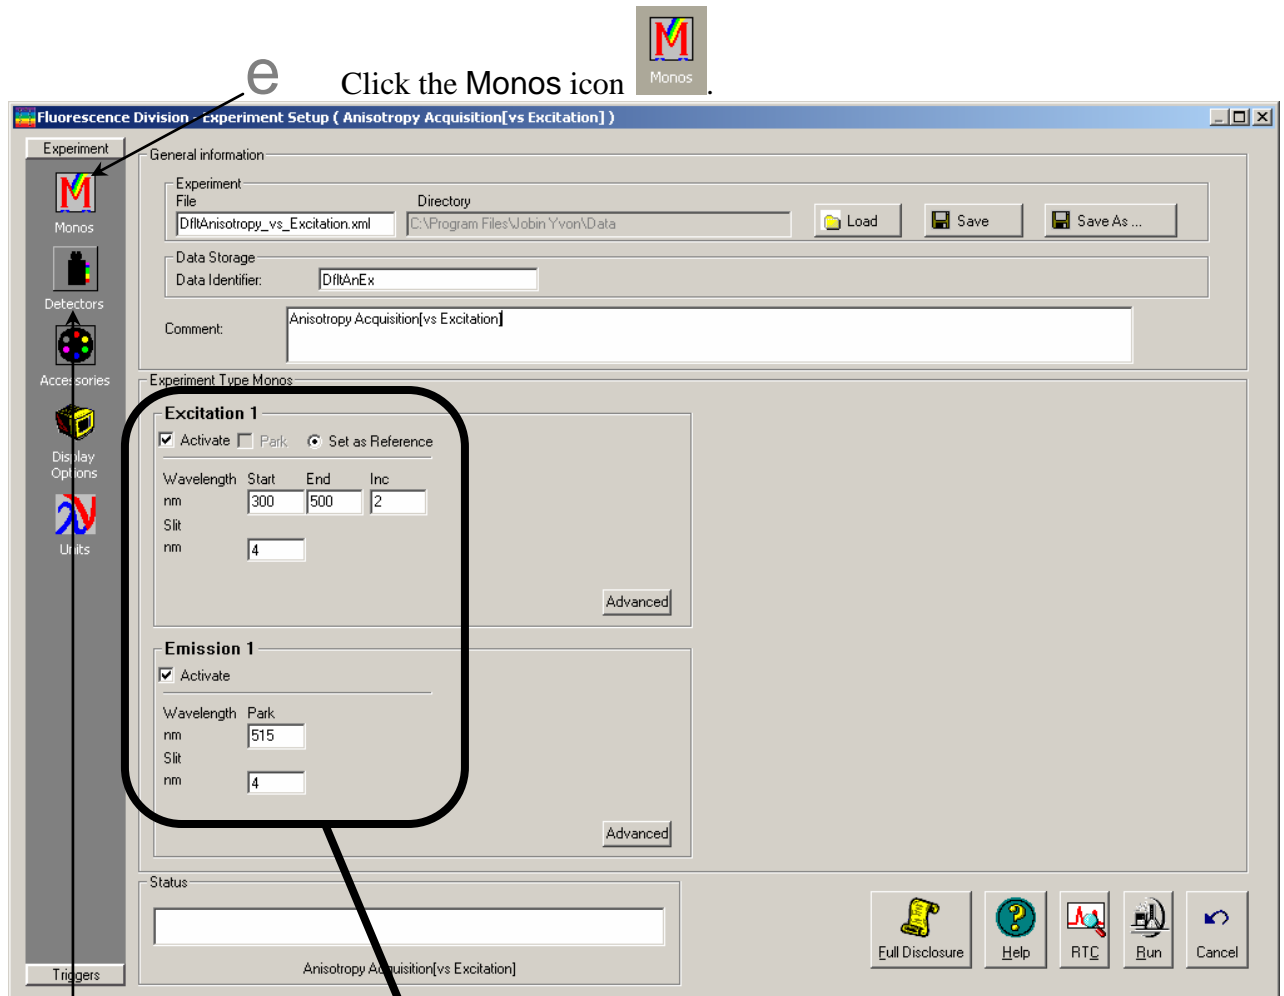 e Click the Monos icon Monos.
Fluorescence Division - Experiment Setup ( Anisotropy Acquisition[vs Excitation] )
Experiment
Monos
Detectors
Accessories
Display
Options
Units
Triggers
General information
Experiment
File Directory
DfltAnisotropy_vs_Excitation.xml C:\Program Files\Jobin Yvon\Data Load Save Save As ...
Data Storage
Data Identifier: DfltAnEx
Comment: Anisotropy Acquisition[vs Excitation]
Experiment Type Monos
Excitation 1
Activate Park Set as Reference
Wavelength Start End Inc
nm 300 500 2
Slit
nm 4
Advanced
Emission 1
Activate
Wavelength Park
nm 515
Slit
nm 4
Advanced
Status
Anisotropy Acquisition[vs Excitation]
Full Disclosure Help RTC Run Cancel